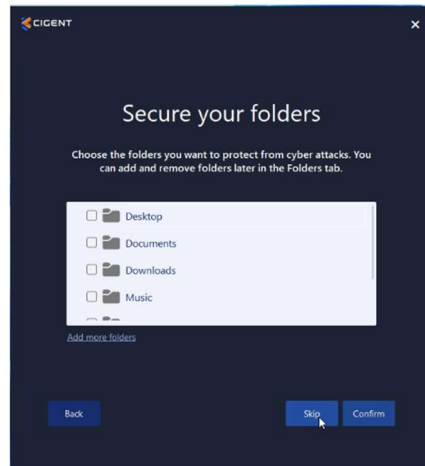 CIGENT
Secure your folders
Choose the folders you want to protect from cyber attacks. You
can add and remove folders later in the Folders tab.
Desktop
Documents
Downloads
Music
Add more folders
Back
Skip
Confirm